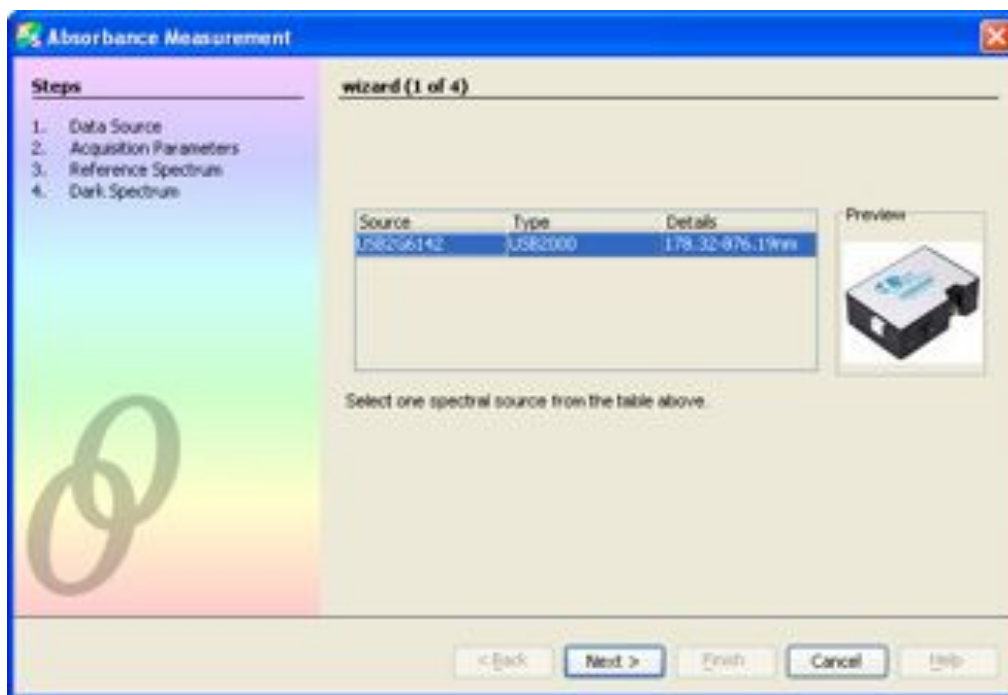 Absorbance Measurement
Steps
1. Data Source
2. Acquisition Parameters
3. Reference Spectrum
4. Dark Spectrum
wizard (1 of 4)
Source Type Details
USB2G6142 USB2000 178.32-876.19nm
Preview
Select one spectral source from the table above.
< Back Next > Finish Cancel Help